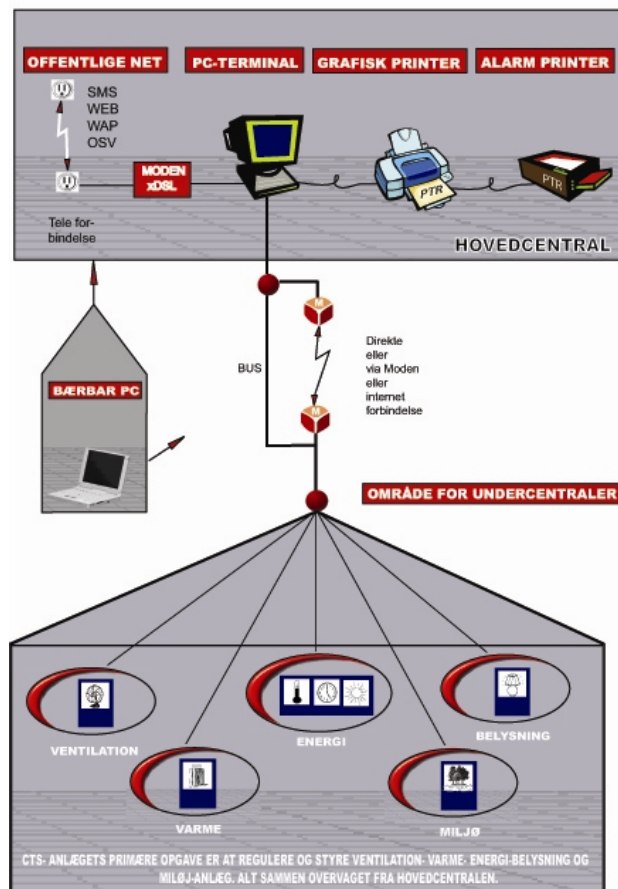 OFFENTLIGE NET
PC-TERMINAL
GRAFISK PRINTER
ALARM PRINTER
SMS
WEB
WAP
OSV
MODEN
xDSL
PTR
PTR
Tele for-
bindelse
HOVEDCENTRAL
M
BUS
Direkte
eller
via Moden
eller
internet
forbindelse
M
BÆRBAR PC
OMRÅDE FOR UNDERCENTRALER
VENTILATION
ENERGI
BELYSNING
VARME
MILJØ
CTS- ANLÆGETS PRIMÆRE OPGAVE ER AT REGULERE OG STYRE VENTILATION- VARME- ENERGI-BELYSNING OG
MILØJ-ANLÆG. ALT SAMMEN OVERVAGET FRA HOVEDCENTRALEN.